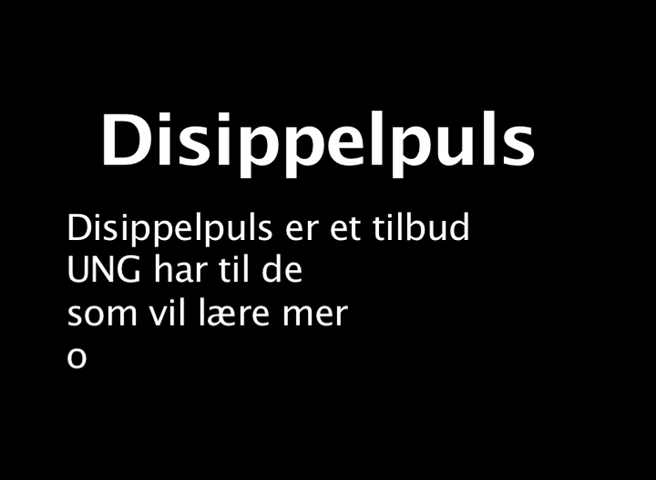 Disippelpuls
Disippelpuls er et tilbud
UNG har til de
som vil lære mer
o